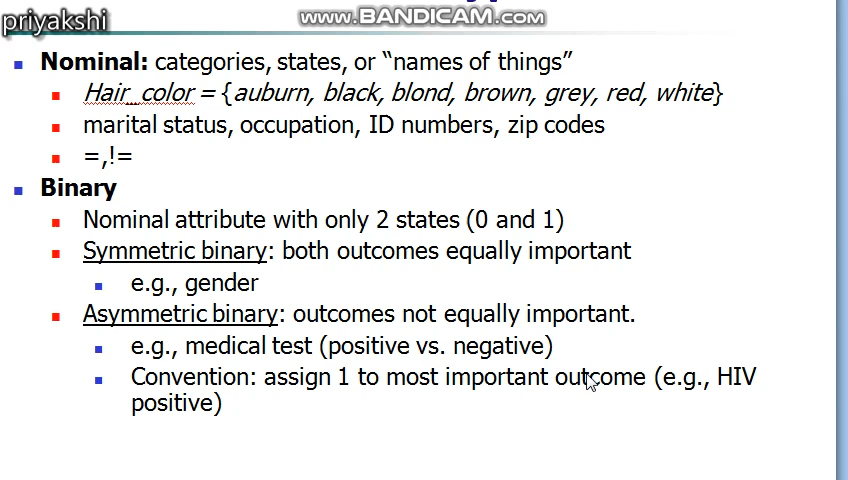 priyakshi
www.BANDICAM.com
Nominal: categories, states, or “names of things”
Hair_color = {auburn, black, blond, brown, grey, red, white}
marital status, occupation, ID numbers, zip codes
=,!=
Binary
Nominal attribute with only 2 states (0 and 1)
Symmetric binary: both outcomes equally important
e.g., gender
Asymmetric binary: outcomes not equally important.
e.g., medical test (positive vs. negative)
Convention: assign 1 to most important outcome (e.g., HIV
positive)